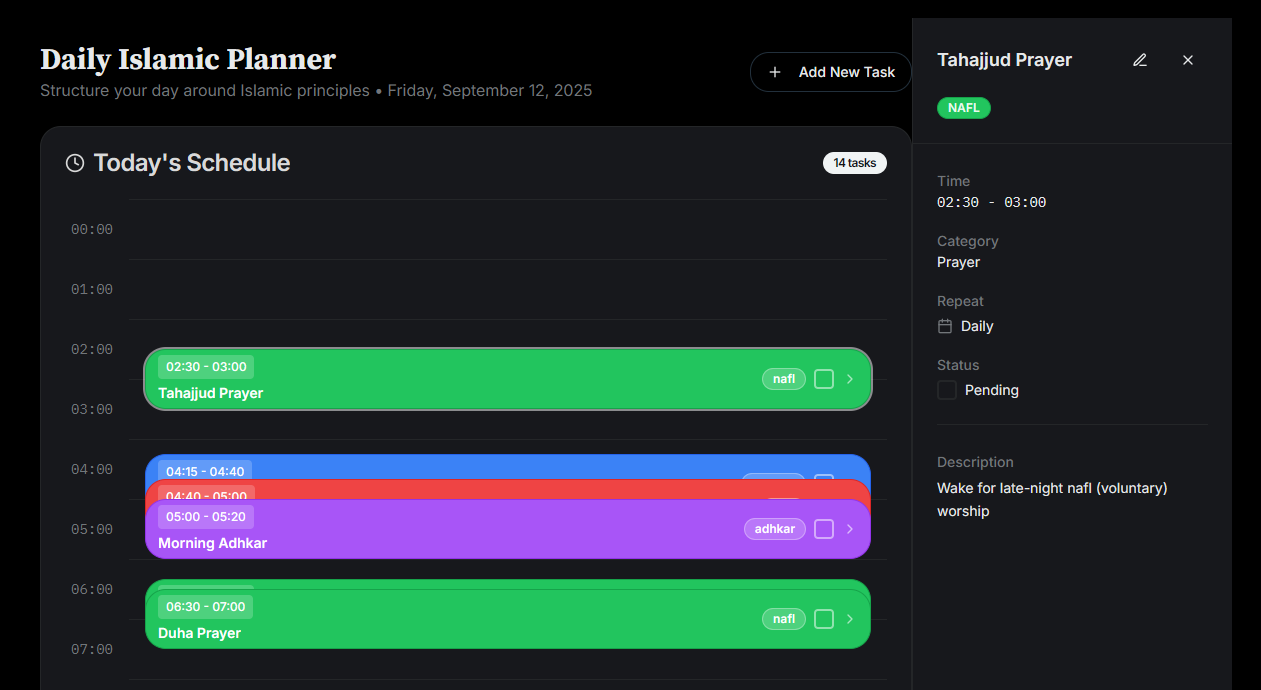 Daily Islamic Planner
Structure your day around Islamic principles • Friday, September 12, 2025
Add New Task
Today's Schedule
14 tasks
00:00
01:00
02:00
02:30 - 03:00
Tahajjud Prayer
nafl
03:00
04:00
04:15 - 04:40
04:40 - 05:00
05:00 - 05:20
Morning Adhkar
adhkar
05:00
06:00
06:30 - 07:00
Duha Prayer
nafl
07:00
Tahajjud Prayer
NAFL
Time
02:30 - 03:00
Category
Prayer
Repeat
Daily
Status
Pending
Description
Wake for late-night nafl (voluntary)
worship